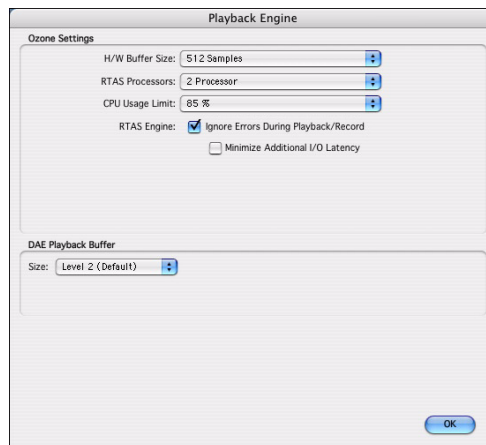 Playback Engine
Ozone Settings
H/W Buffer Size: 512 Samples
RTAS Processors: 2 Processor
CPU Usage Limit: 85 %
RTAS Engine: Ignore Errors During Playback/Record
Minimize Additional I/O Latency
DAE Playback Buffer
Size: Level 2 (Default)
OK